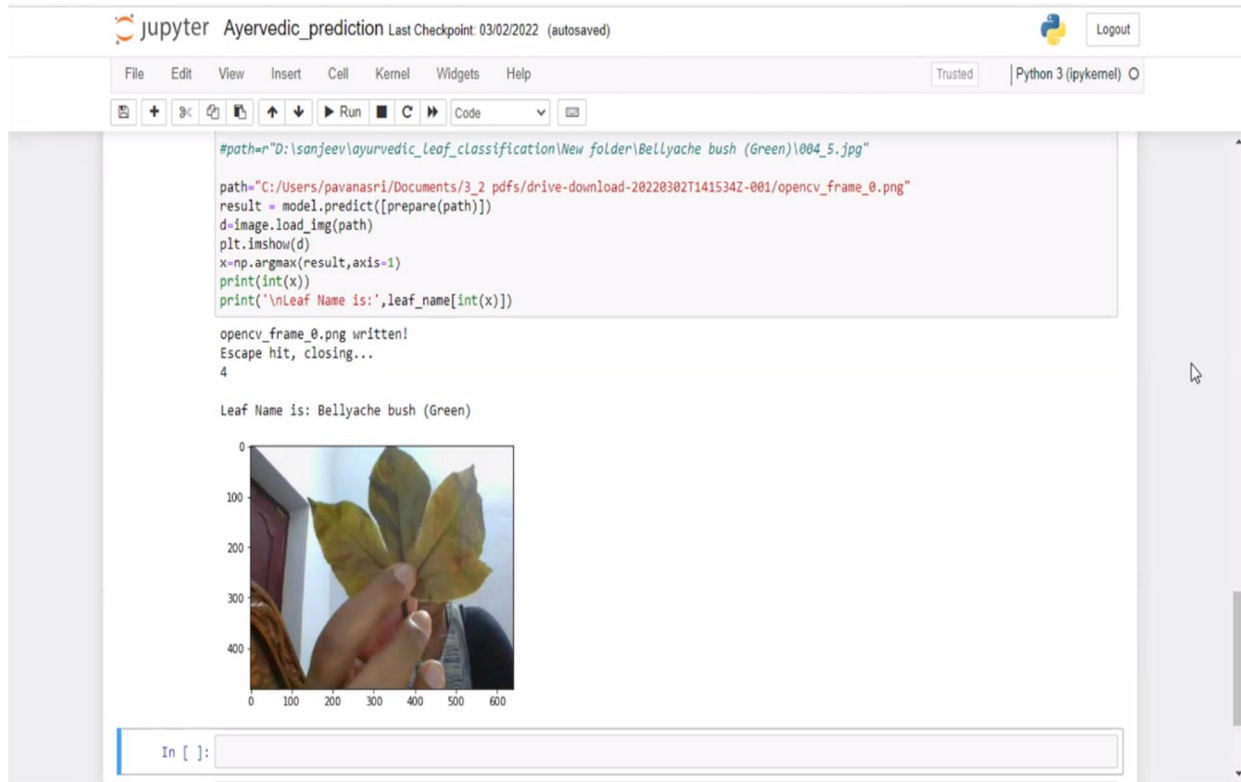 jupyter Ayervedic_prediction Last Checkpoint: 03/02/2022 (autosaved)
Logout
File Edit View Insert Cell Kernel Widgets Help
Trusted
Python 3 (ipykernel)
Run
Code
#path=r"D:\sanjeev\ayurvedic_leaf_classification\New folder\Bellyache bush (Green)\004_5.jpg"
path="C:/Users/pavanasri/Documents/3_2 pdfs/drive-download-20220302T141534Z-001/opencv_frame_0.png"
result = model.predict([prepare(path)])
d=image.load_img(path)
plt.imshow(d)
x=np.argmax(result,axis=1)
print(int(x))
print('\nLeaf Name is:',leaf_name[int(x)])
opencv_frame_0.png written!
Escape hit, closing...
4
Leaf Name is: Bellyache bush (Green)
0
100
200
300
400
0 100 200 300 400 500 600
In [ ]: